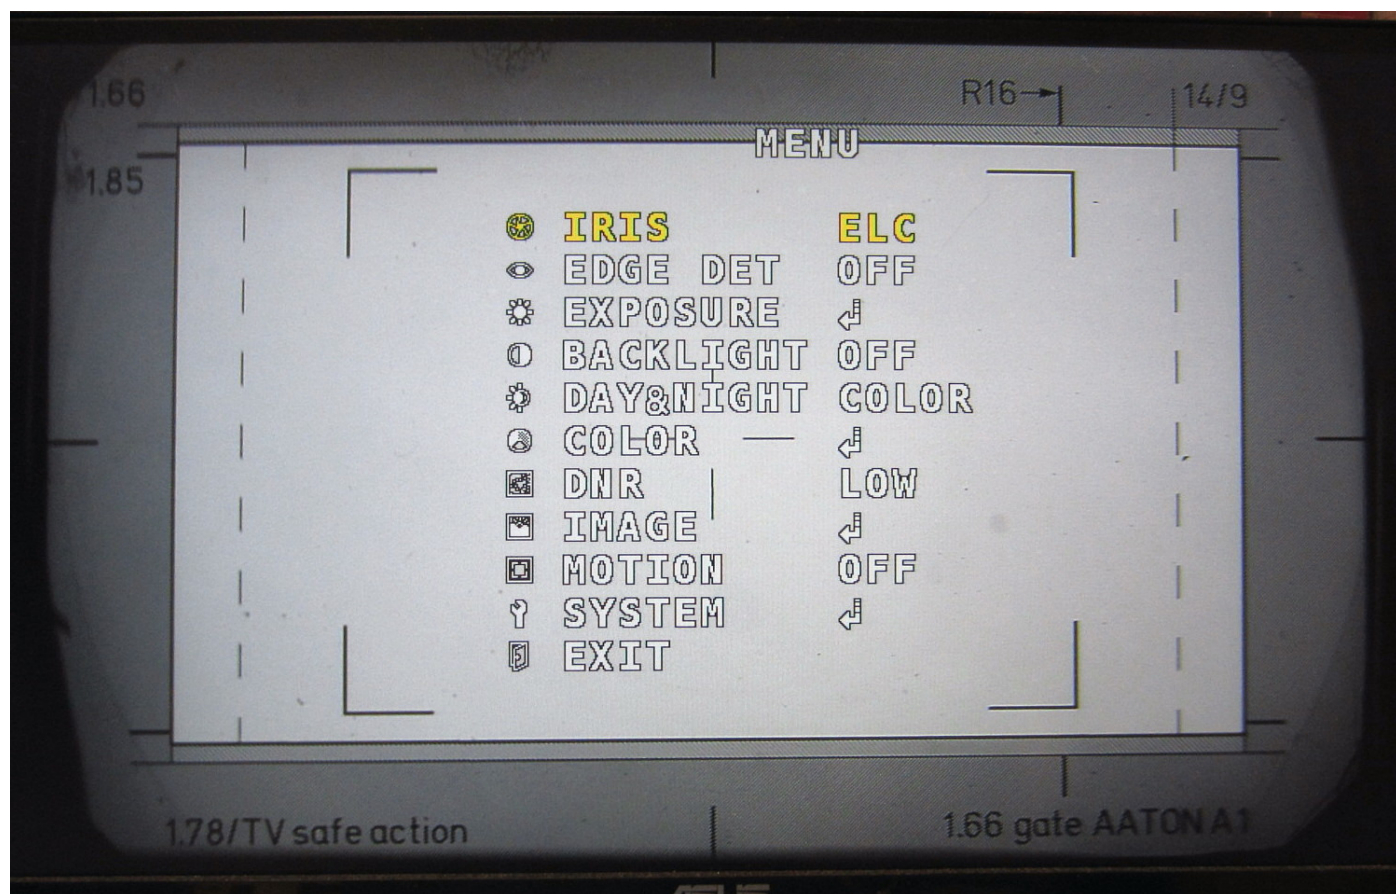 1.66
R16 14/9
MENU
1.85
IRIS ELC
EDGE DET OFF
EXPOSURE
BACKLIGHT OFF
DAY&NIGHT COLOR
COLOR
DNR LOW
IMAGE
MOTION OFF
SYSTEM
EXIT
1.78/TV safe action
1.66 gate AATON A1